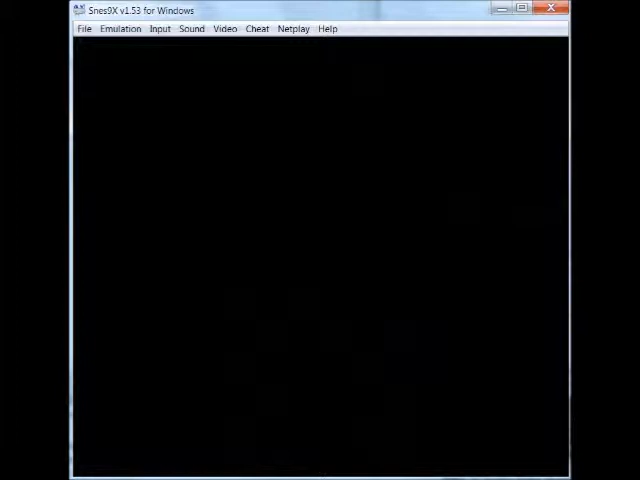 Snes9X v1.53 for Windows
File Emulation Input Sound Video Cheat Netplay Help